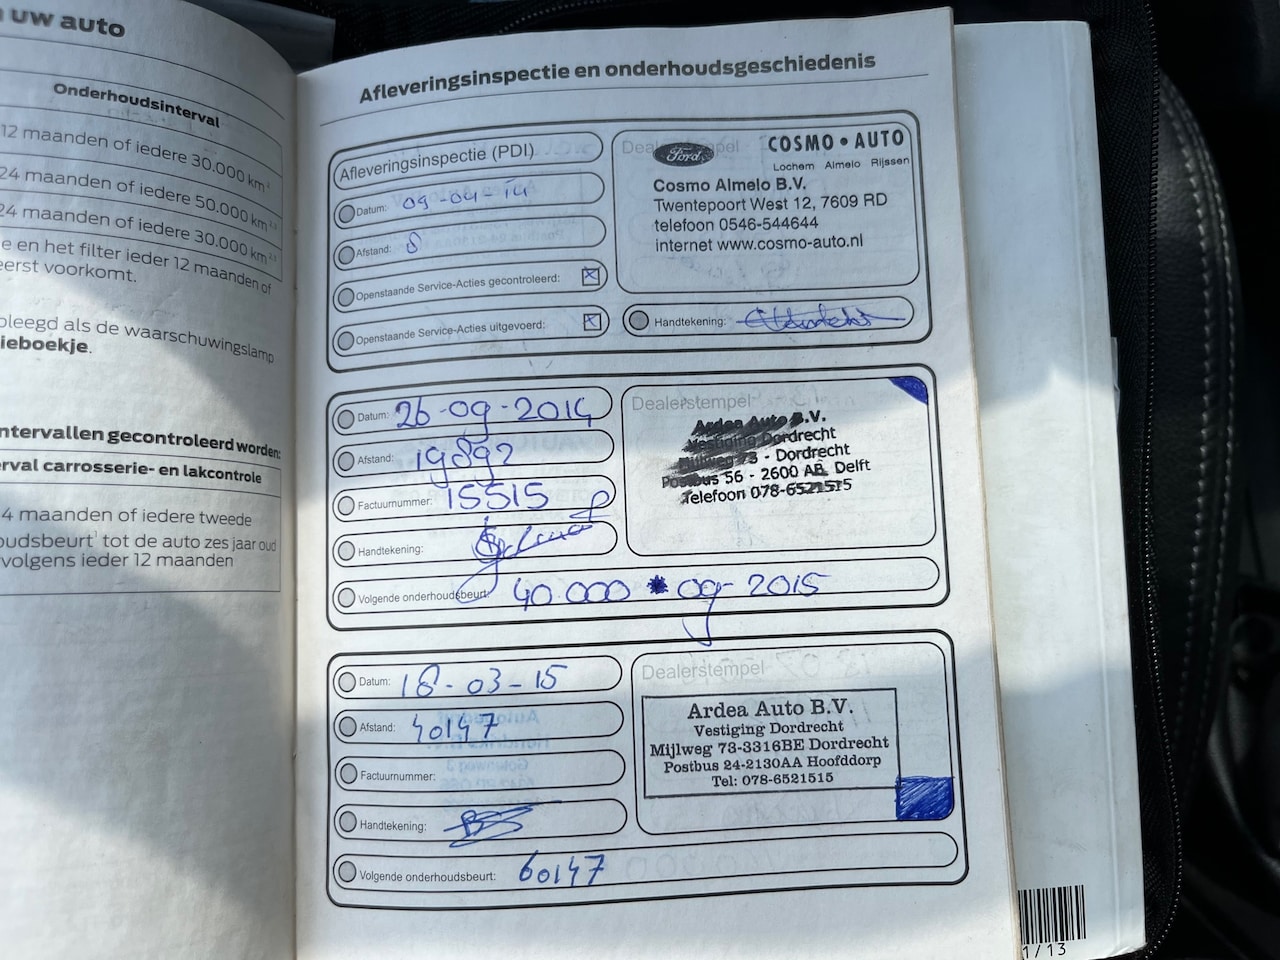 n uw auto
Onderhoudsinterval
12 maanden of iedere 30.000 km¹
24 maanden of iedere 50.000 km
24 maanden of iedere 30.000 km
e en het filter ieder 12 maanden of
eerst voorkomt.
pleegd als de waarschuwingslamp
ieboekje.
ntervallen gecontroleerd worden:
erval carrosserie- en lakcontrole
4 maanden of iedere tweede
oudsbeurt¹ tot de auto zes jaar oud
volgens ieder 12 maanden
Afleveringsinspectie en onderhoudsgeschiedenis
Afleveringsinspectie (PDI)
Datum: 09-04-14
Afstand: 8
Openstaande Service-Acties gecontroleerd:
Openstaande Service-Acties uitgevoerd:
Dealerstempel
Ford
COSMO • AUTO
Lochem Almelo Rijssen
Cosmo Almelo B.V.
Twentepoort West 12, 7609 RD
telefoon 0546-544644
internet www.cosmo-auto.nl
Handtekening:
Datum: 26-09-2014
Afstand: 19892
Factuurnummer: 15515
Handtekening:
Volgende onderhoudsbeurt: 40.000 09-2015
Dealerstempel
Ardea Auto B.V.
Vestiging Dordrecht
Mijlweg 73 - Dordrecht
Postbus 56 - 2600 AB Delft
Telefoon 078-6521515
Datum: 18-03-15
Afstand: 40147
Factuurnummer:
Handtekening:
Volgende onderhoudsbeurt: 60147
Dealerstempel
Ardea Auto B.V.
Vestiging Dordrecht
Mijlweg 73-3316BE Dordrecht
Postbus 24-2130AA Hoofddorp
Tel: 078-6521515
1/13